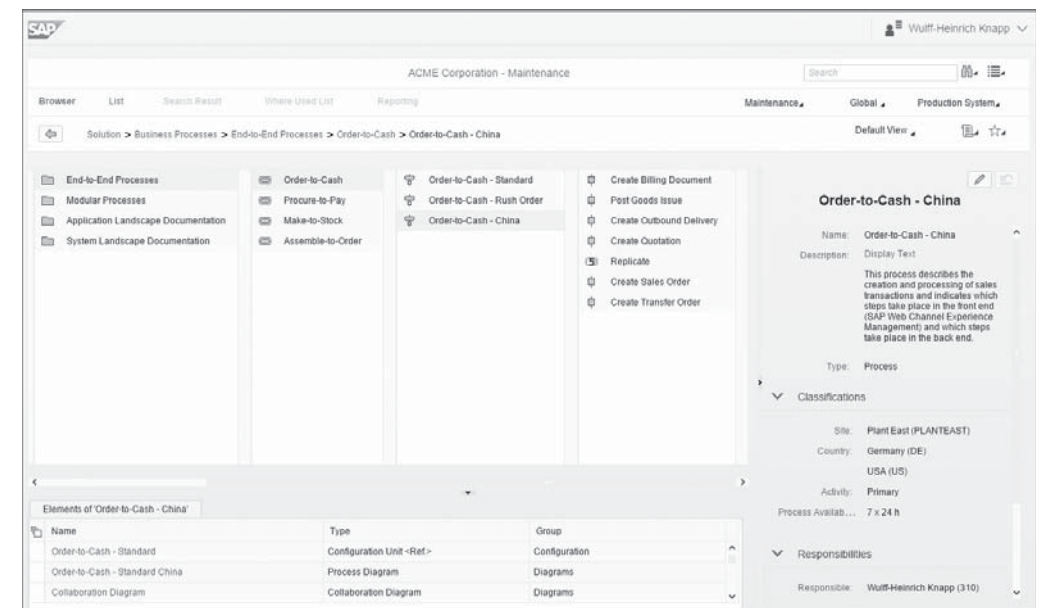 SAP
Wulff-Heinrich Knapp
ACME Corporation - Maintenance
Search
Browser List Search Result Where Used List Reporting
Maintenance Global Production System
Solution > Business Processes > End-to-End Processes > Order-to-Cash > Order-to-Cash - China
Default View
End-to-End Processes
Modular Processes
Application Landscape Documentation
System Landscape Documentation
Order-to-Cash
Procure-to-Pay
Make-to-Stock
Assemble-to-Order
Order-to-Cash - Standard
Order-to-Cash - Rush Order
Order-to-Cash - China
Create Billing Document
Post Goods Issue
Create Outbound Delivery
Create Quotation
Replicate
Create Sales Order
Create Transfer Order
Order-to-Cash - China
Name: Order-to-Cash - China
Description: Display Text
This process describes the
creation and processing of sales
transactions and indicates which
steps take place in the front end
(SAP Web Channel Experience
Management) and which steps
take place in the back end.
Type: Process
Classifications
Site: Plant East (PLANTEAST)
Country: Germany (DE)
USA (US)
Activity: Primary
Process Availab... 7 x 24 h
Responsibilities
Responsible: Wulff-Heinrich Knapp (310)
Elements of 'Order-to-Cash - China'
Name Type Group
Order-to-Cash - Standard Configuration Unit <Ref.> Configuration
Order-to-Cash - Standard China Process Diagram Diagrams
Collaboration Diagram Collaboration Diagram Diagrams